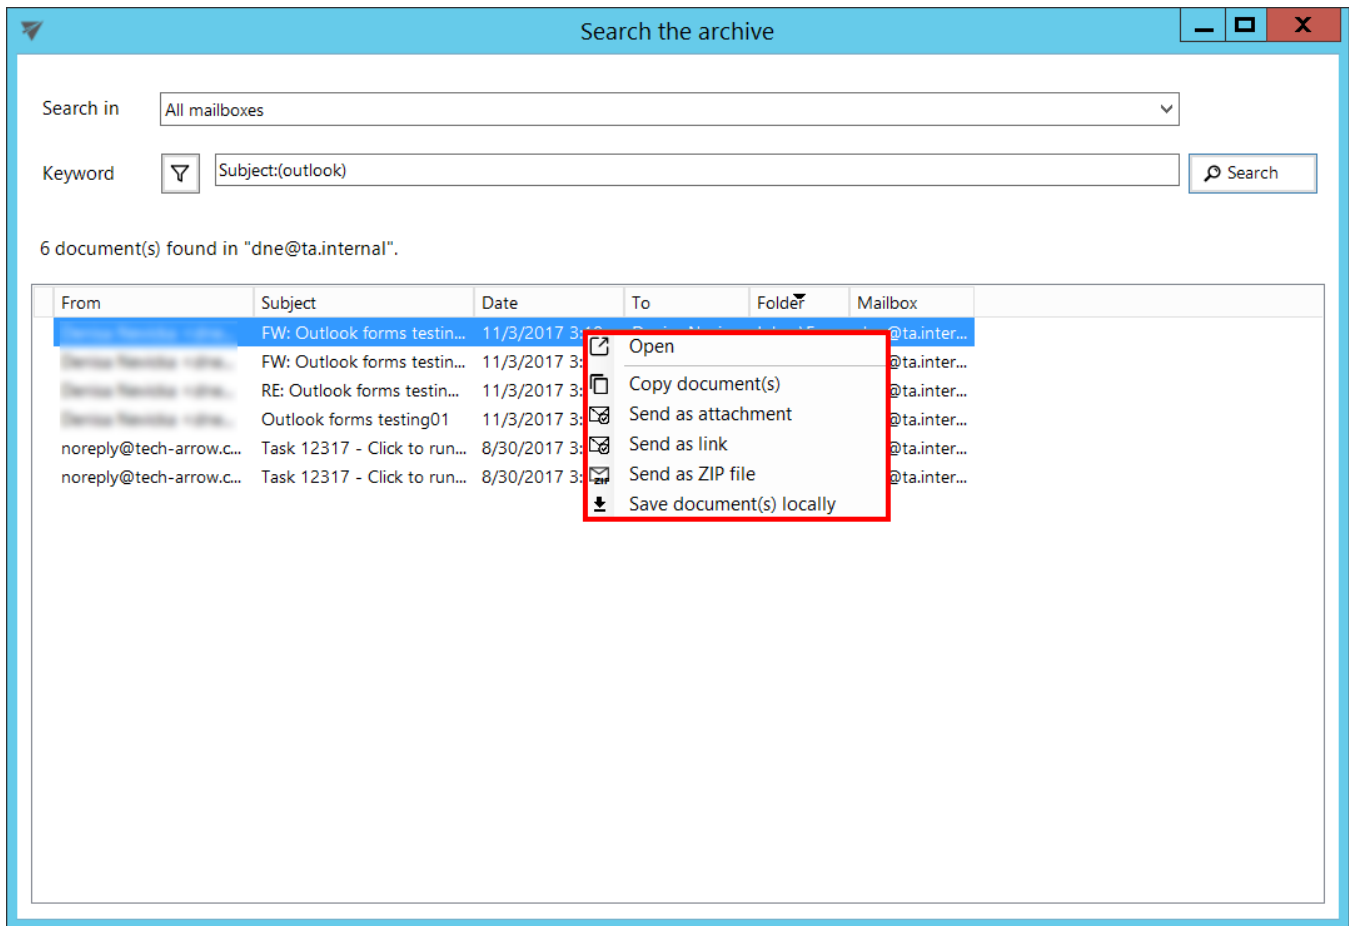 Search the archive
Search in All mailboxes
Keyword Subject:(outlook) Search
6 document(s) found in "dne@ta.internal".
From Subject Date To Folder Mailbox
FW: Outlook forms testin... 11/3/2017 @ta.inter...
FW: Outlook forms testin... 11/3/2017 3: @ta.inter...
RE: Outlook forms testin... 11/3/2017 3: @ta.inter...
Outlook forms testing01 11/3/2017 3: @ta.inter...
noreply@tech-arrow.c... Task 12317 - Click to run... 8/30/2017 3: @ta.inter...
noreply@tech-arrow.c... Task 12317 - Click to run... 8/30/2017 3: @ta.inter...
Open
Copy document(s)
Send as attachment
Send as link
ZIP Send as ZIP file
Save document(s) locally